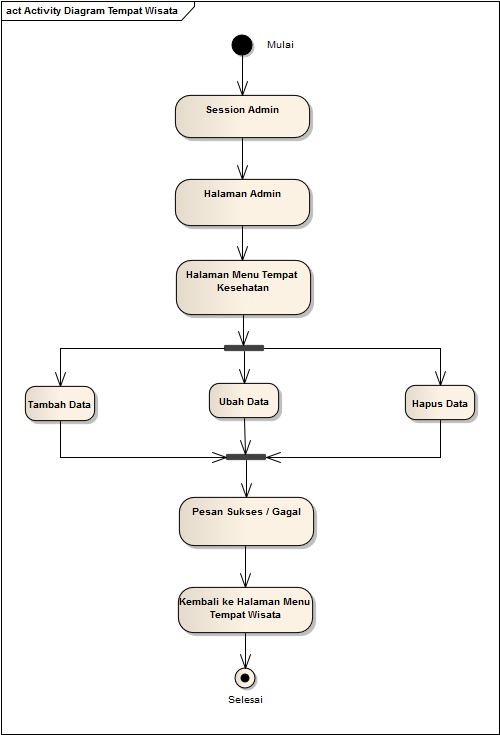 act Activity Diagram Tempat Wisata
Mulai
Session Admin
Halaman Admin
Halaman Menu Tempat
Kesehatan
Tambah Data
Ubah Data
Hapus Data
Pesan Sukses / Gagal
Kembali ke Halaman Menu
Tempat Wisata
Selesai